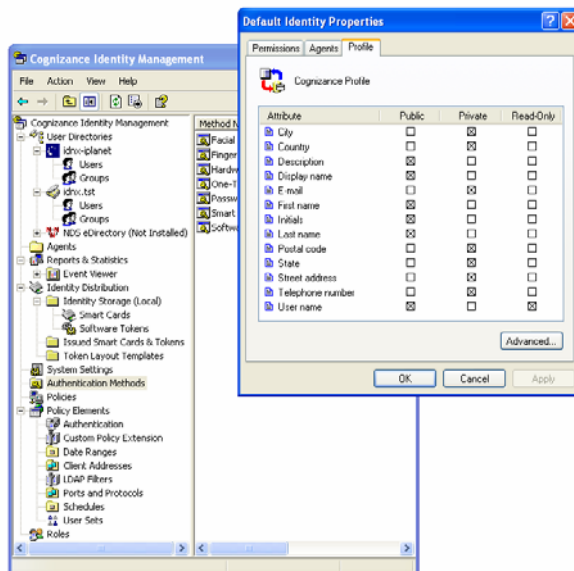 Default Identity Properties
Permissions Agents Profile
Cognizance Profile
Attribute Public Private Read-Only
City
Country
Description
Display name
E-mail
First name
Initials
Last name
Postal code
State
Street address
Telephone number
User name
Advanced...
OK Cancel Apply
Cognizance Identity Management
File Action View Help
Cognizance Identity Management
User Directories
idnx-iplanet
Users
Groups
idnx.tst
Users
Groups
NDS eDirectory (Not Installed)
Agents
Reports & Statistics
Event Viewer
Identity Distribution
Identity Storage (Local)
Smart Cards
Software Tokens
Issued Smart Cards & Tokens
Token Layout Templates
System Settings
Authentication Methods
Policies
Policy Elements
Authentication
Custom Policy Extension
Date Ranges
Client Addresses
LDAP Filters
Ports and Protocols
Schedules
User Sets
Roles
Method N
Facial
Finger
Hardw
One-T
Passw
Smart
Softwa